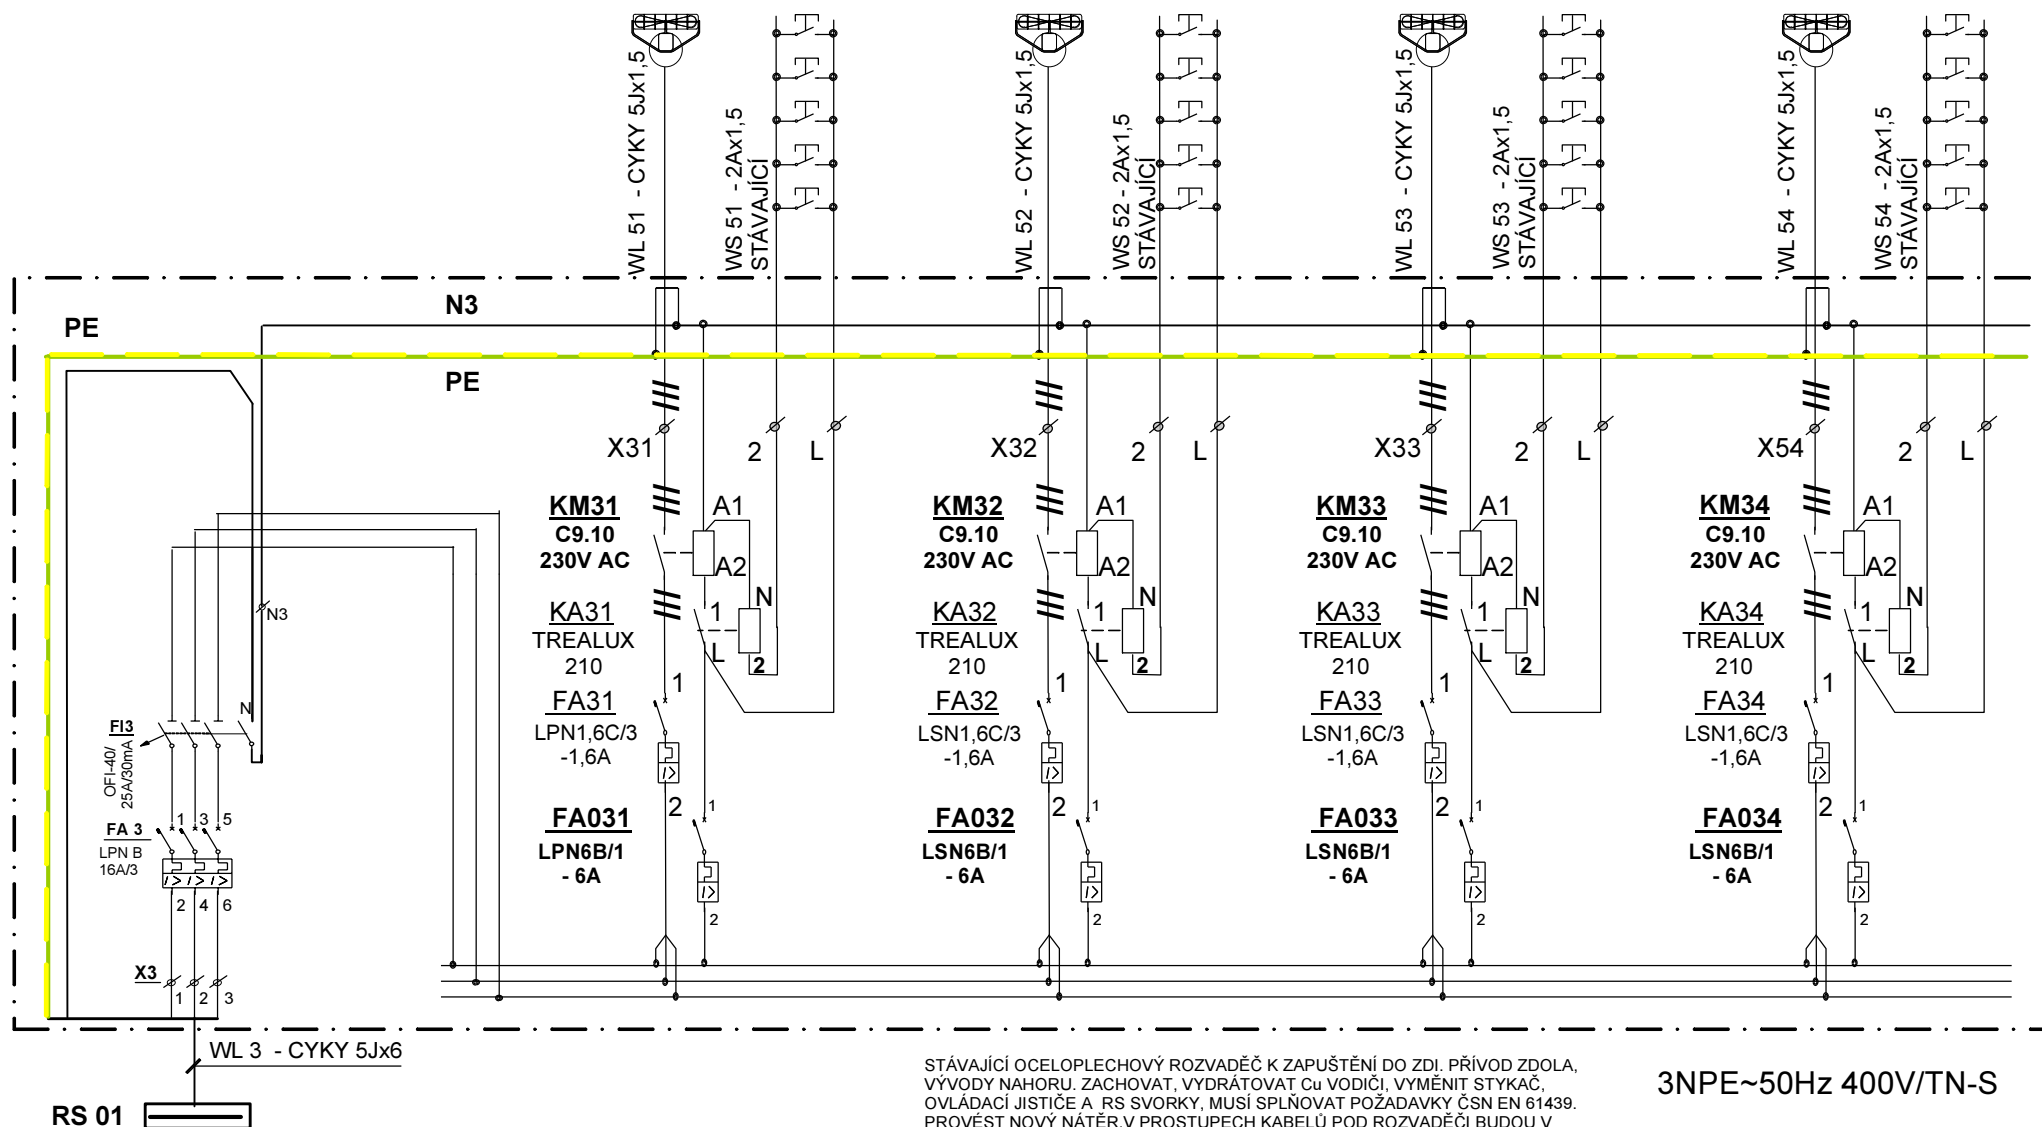 WL 51 - CYKY 5Jx1,5
WS 51 - 2Ax1,5
STÁVAJÍCÍ
WL 52 - CYKY 5Jx1,5
WS 52 - 2Ax1,5
STÁVAJÍCÍ
WL 53 - CYKY 5Jx1,5
WS 53 - 2Ax1,5
STÁVAJÍCÍ
WL 54 - CYKY 5Jx1,5
WS 54 - 2Ax1,5
STÁVAJÍCÍ
N3
PE
PE
X31
2
L
X32
2
L
X33
2
L
X54
2
L
KM31
C9.10
230V AC
A1
A2
KM32
C9.10
230V AC
A1
A2
KM33
C9.10
230V AC
A1
A2
KM34
C9.10
230V AC
A1
A2
N3
KA31
TREALUX
210
1
N
L
2
KA32
TREALUX
210
1
N
L
2
KA33
TREALUX
210
1
N
L
2
KA34
TREALUX
210
1
N
L
2
N
FI3
OFI-40/
25A/30mA
FA31
LPN1,6C/3
-1,6A
1
2
FA32
LSN1,6C/3
-1,6A
1
2
FA33
LSN1,6C/3
-1,6A
1
2
FA34
LSN1,6C/3
-1,6A
1
2
FA 3
LPN B
16A/3
1 3 5
I> I> I>
2 4 6
I>
I>
I>
I>
FA031
LPN6B/1
- 6A
1
I>
2
FA032
LSN6B/1
- 6A
1
I>
2
FA033
LSN6B/1
- 6A
1
I>
2
FA034
LSN6B/1
- 6A
1
I>
2
X3
1 2 3
WL 3 - CYKY 5Jx6
RS 01
STÁVAJÍCÍ OCELOPLECHOVÝ ROZVADĚČ K ZAPUŠTĚNÍ DO ZDI. PŘÍVOD ZDOLA,
VÝVODY NAHORU. ZACHOVAT, VYDRÁTOVAT Cu VODIČI, VYMĚNIT STYKAČ,
OVLÁDACÍ JISTIČE A RS SVORKY, MUSÍ SPLŇOVAT POŽADAVKY ČSN EN 61439.
PROVÉST NOVÝ NÁTĚR.V PROSTUPECH KABELŮ POD ROZVADĚČI BUDOU V
3NPE~50Hz 400V/TN-S